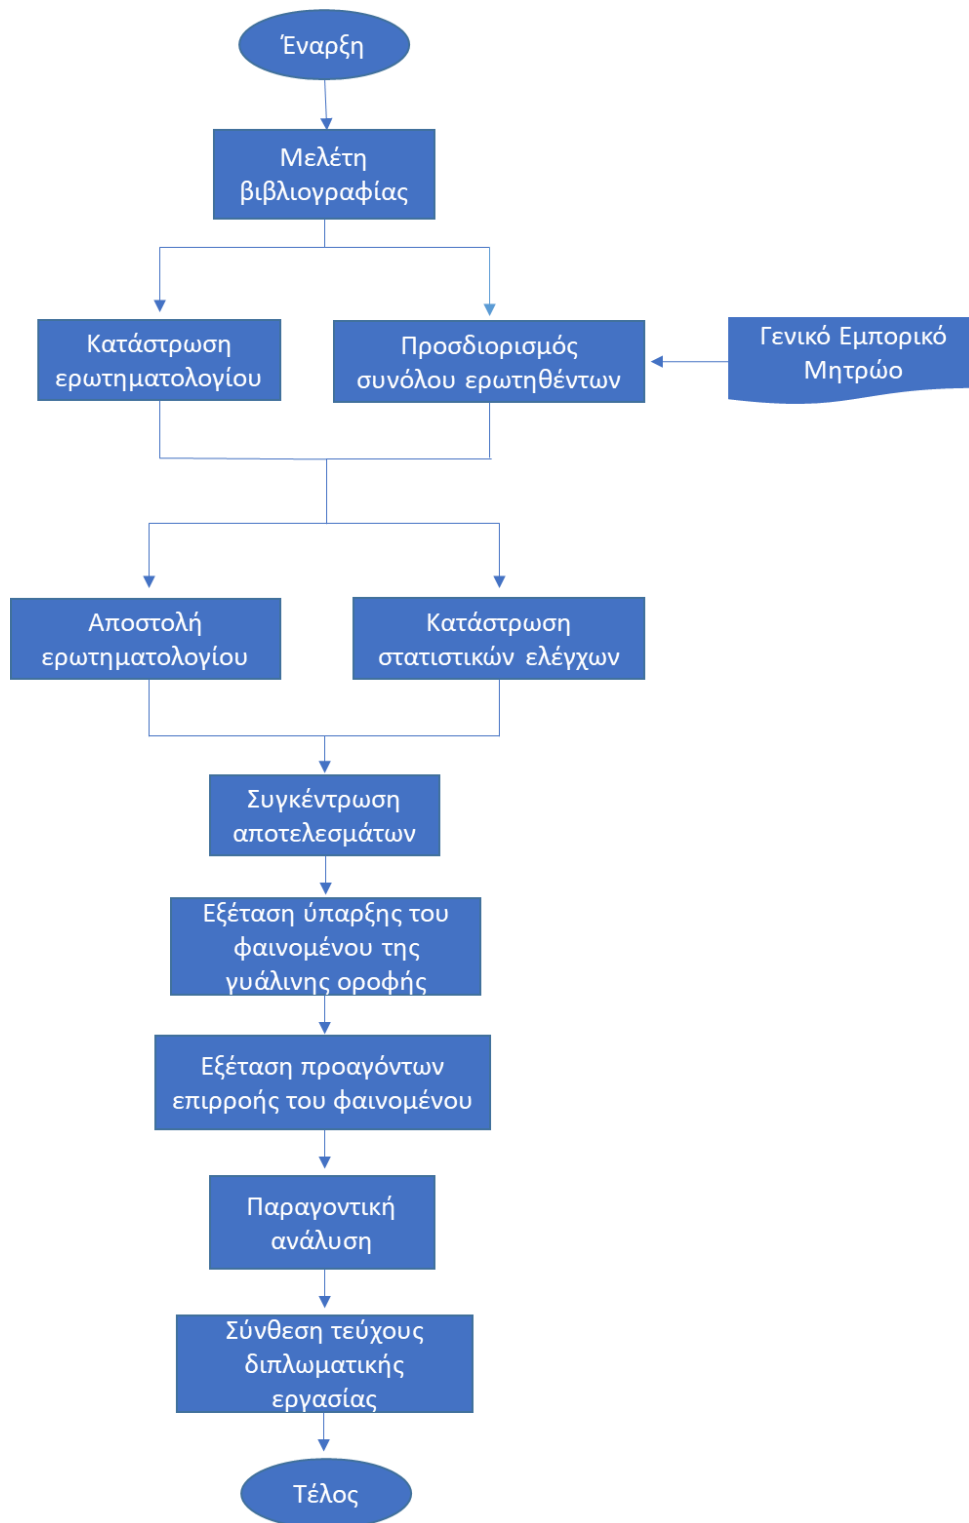 Έναρξη
Μελέτη
βιβλιογραφίας
Κατάστρωση
ερωτηματολογίου
Προσδιορισμός
συνόλου ερωτηθέντων
Γενικό Εμπορικό
Μητρώο
Αποστολή
ερωτηματολογίου
Κατάστρωση
στατιστικών ελέγχων
Συγκέντρωση
αποτελεσμάτων
Εξέταση ύπαρξης του
φαινομένου της
γυάλινης οροφής
Εξέταση προαγόντων
επιρροής του φαινομένου
Παραγοντική
ανάλυση
Σύνθεση τεύχους
διπλωματικής
εργασίας
Τέλος